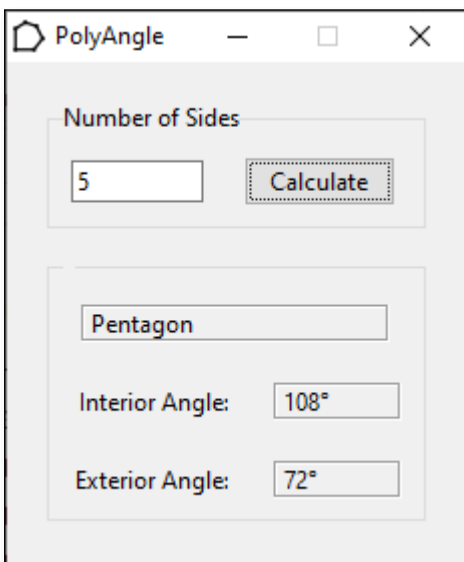 PolyAngle
Number of Sides
5 Calculate
Pentagon
Interior Angle: 108°
Exterior Angle: 72°